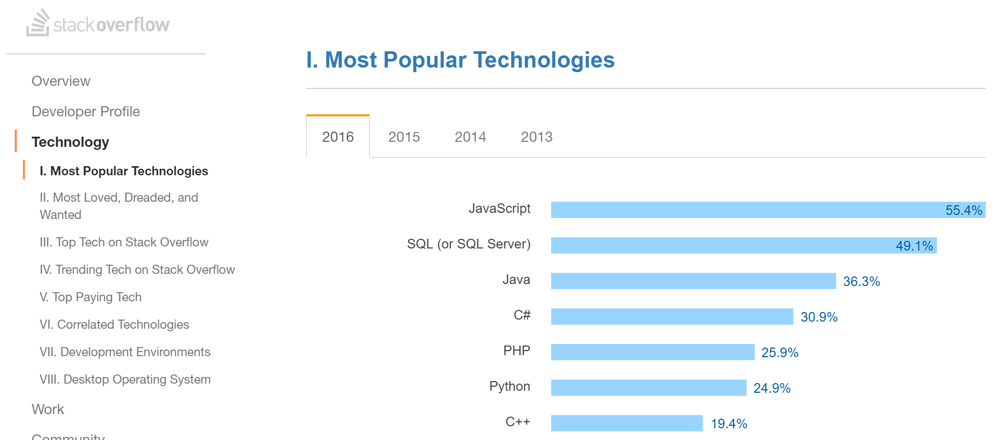 stackoverflow
Overview
Developer Profile
Technology
I. Most Popular Technologies
II. Most Loved, Dreaded, and
Wanted
III. Top Tech on Stack Overflow
IV. Trending Tech on Stack Overflow
V. Top Paying Tech
VI. Correlated Technologies
VII. Development Environments
VIII. Desktop Operating System
Work
Community
I. Most Popular Technologies
2016 2015 2014 2013
JavaScript 55.4%
SQL (or SQL Server) 49.1%
Java 36.3%
C# 30.9%
PHP 25.9%
Python 24.9%
C++ 19.4%